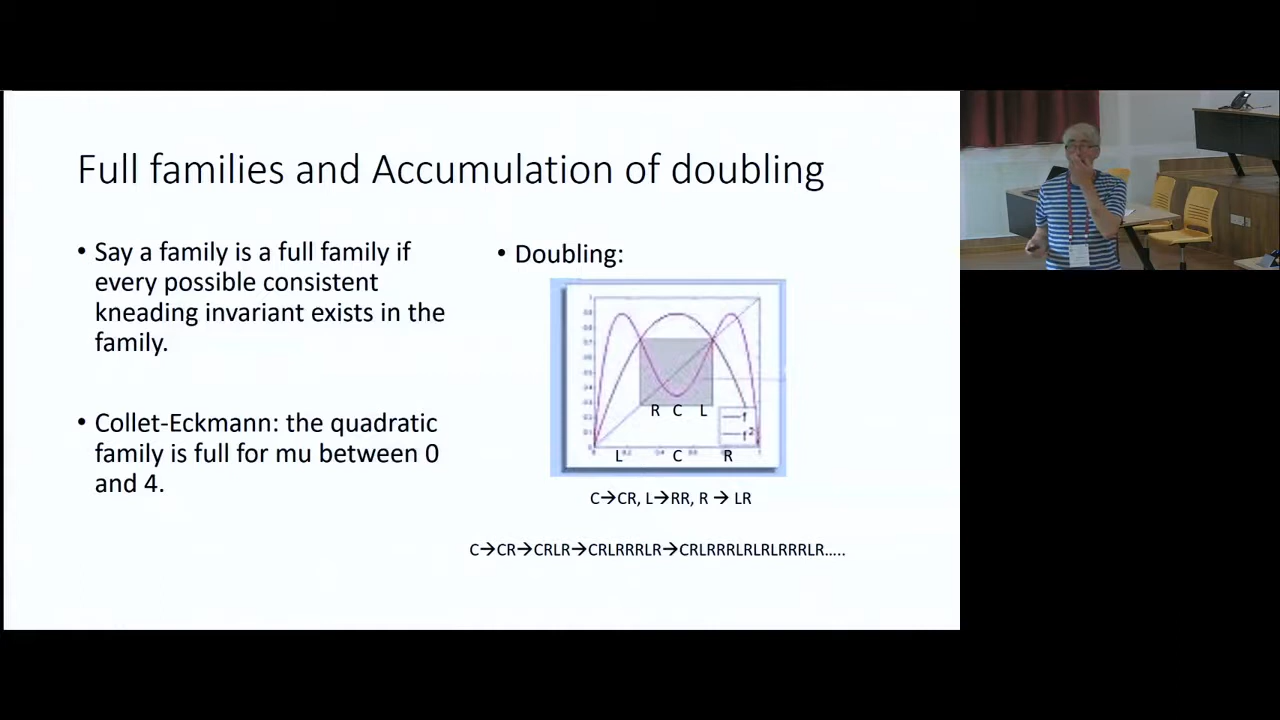 Full families and Accumulation of doubling
• Say a family is a full family if
every possible consistent
kneading invariant exists in the
family.
• Collet-Eckmann: the quadratic
family is full for mu between 0
and 4.
• Doubling:
R C L
f
f²
L C R
C→CR, L→RR, R → LR
C→CR→CRLR→CRLRRRLR→CRLRRRLRLRLRRRLR…..